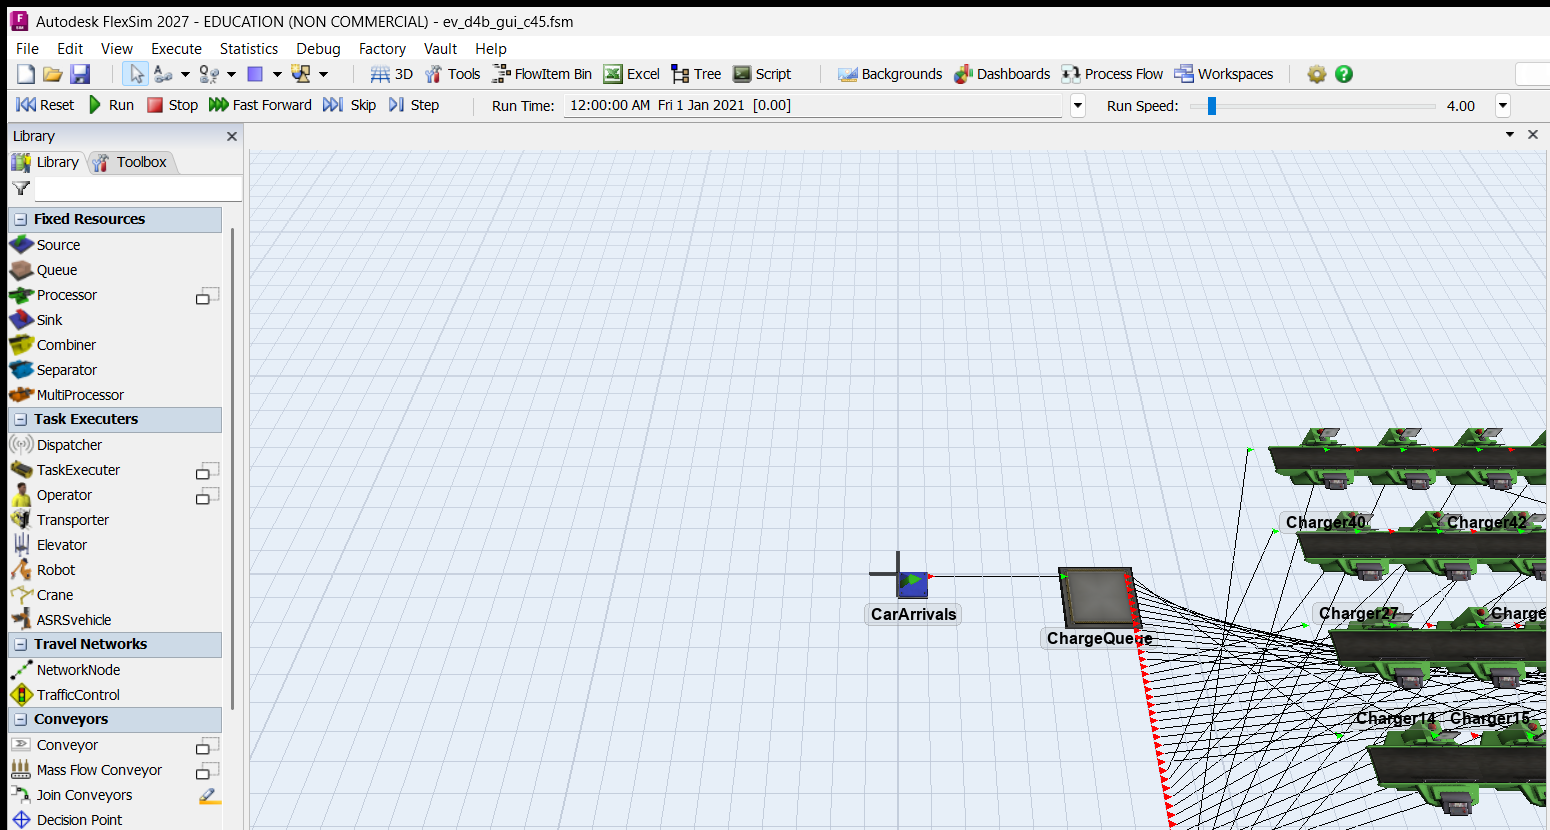 Autodesk FlexSim 2027 - EDUCATION (NON COMMERCIAL) - ev_d4b_gui_c45.fsm
File Edit View Execute Statistics Debug Factory Vault Help
3D Tools FlowItem Bin Excel Tree Script Backgrounds Dashboards Process Flow Workspaces
Reset Run Stop Fast Forward Skip Step Run Time: 12:00:00 AM Fri 1 Jan 2021 [0.00] Run Speed: 4.00
Library
Library Toolbox
Fixed Resources
Source
Queue
Processor
Sink
Combiner
Separator
MultiProcessor
Task Executers
Dispatcher
TaskExecuter
Operator
Transporter
Elevator
Robot
Crane
ASRSvehicle
Travel Networks
NetworkNode
TrafficControl
Conveyors
Conveyor
Mass Flow Conveyor
Join Conveyors
Decision Point
Charger40 Charger42
Charger27 Charge
CarArrivals
ChargeQueue
Charger14 Charger15